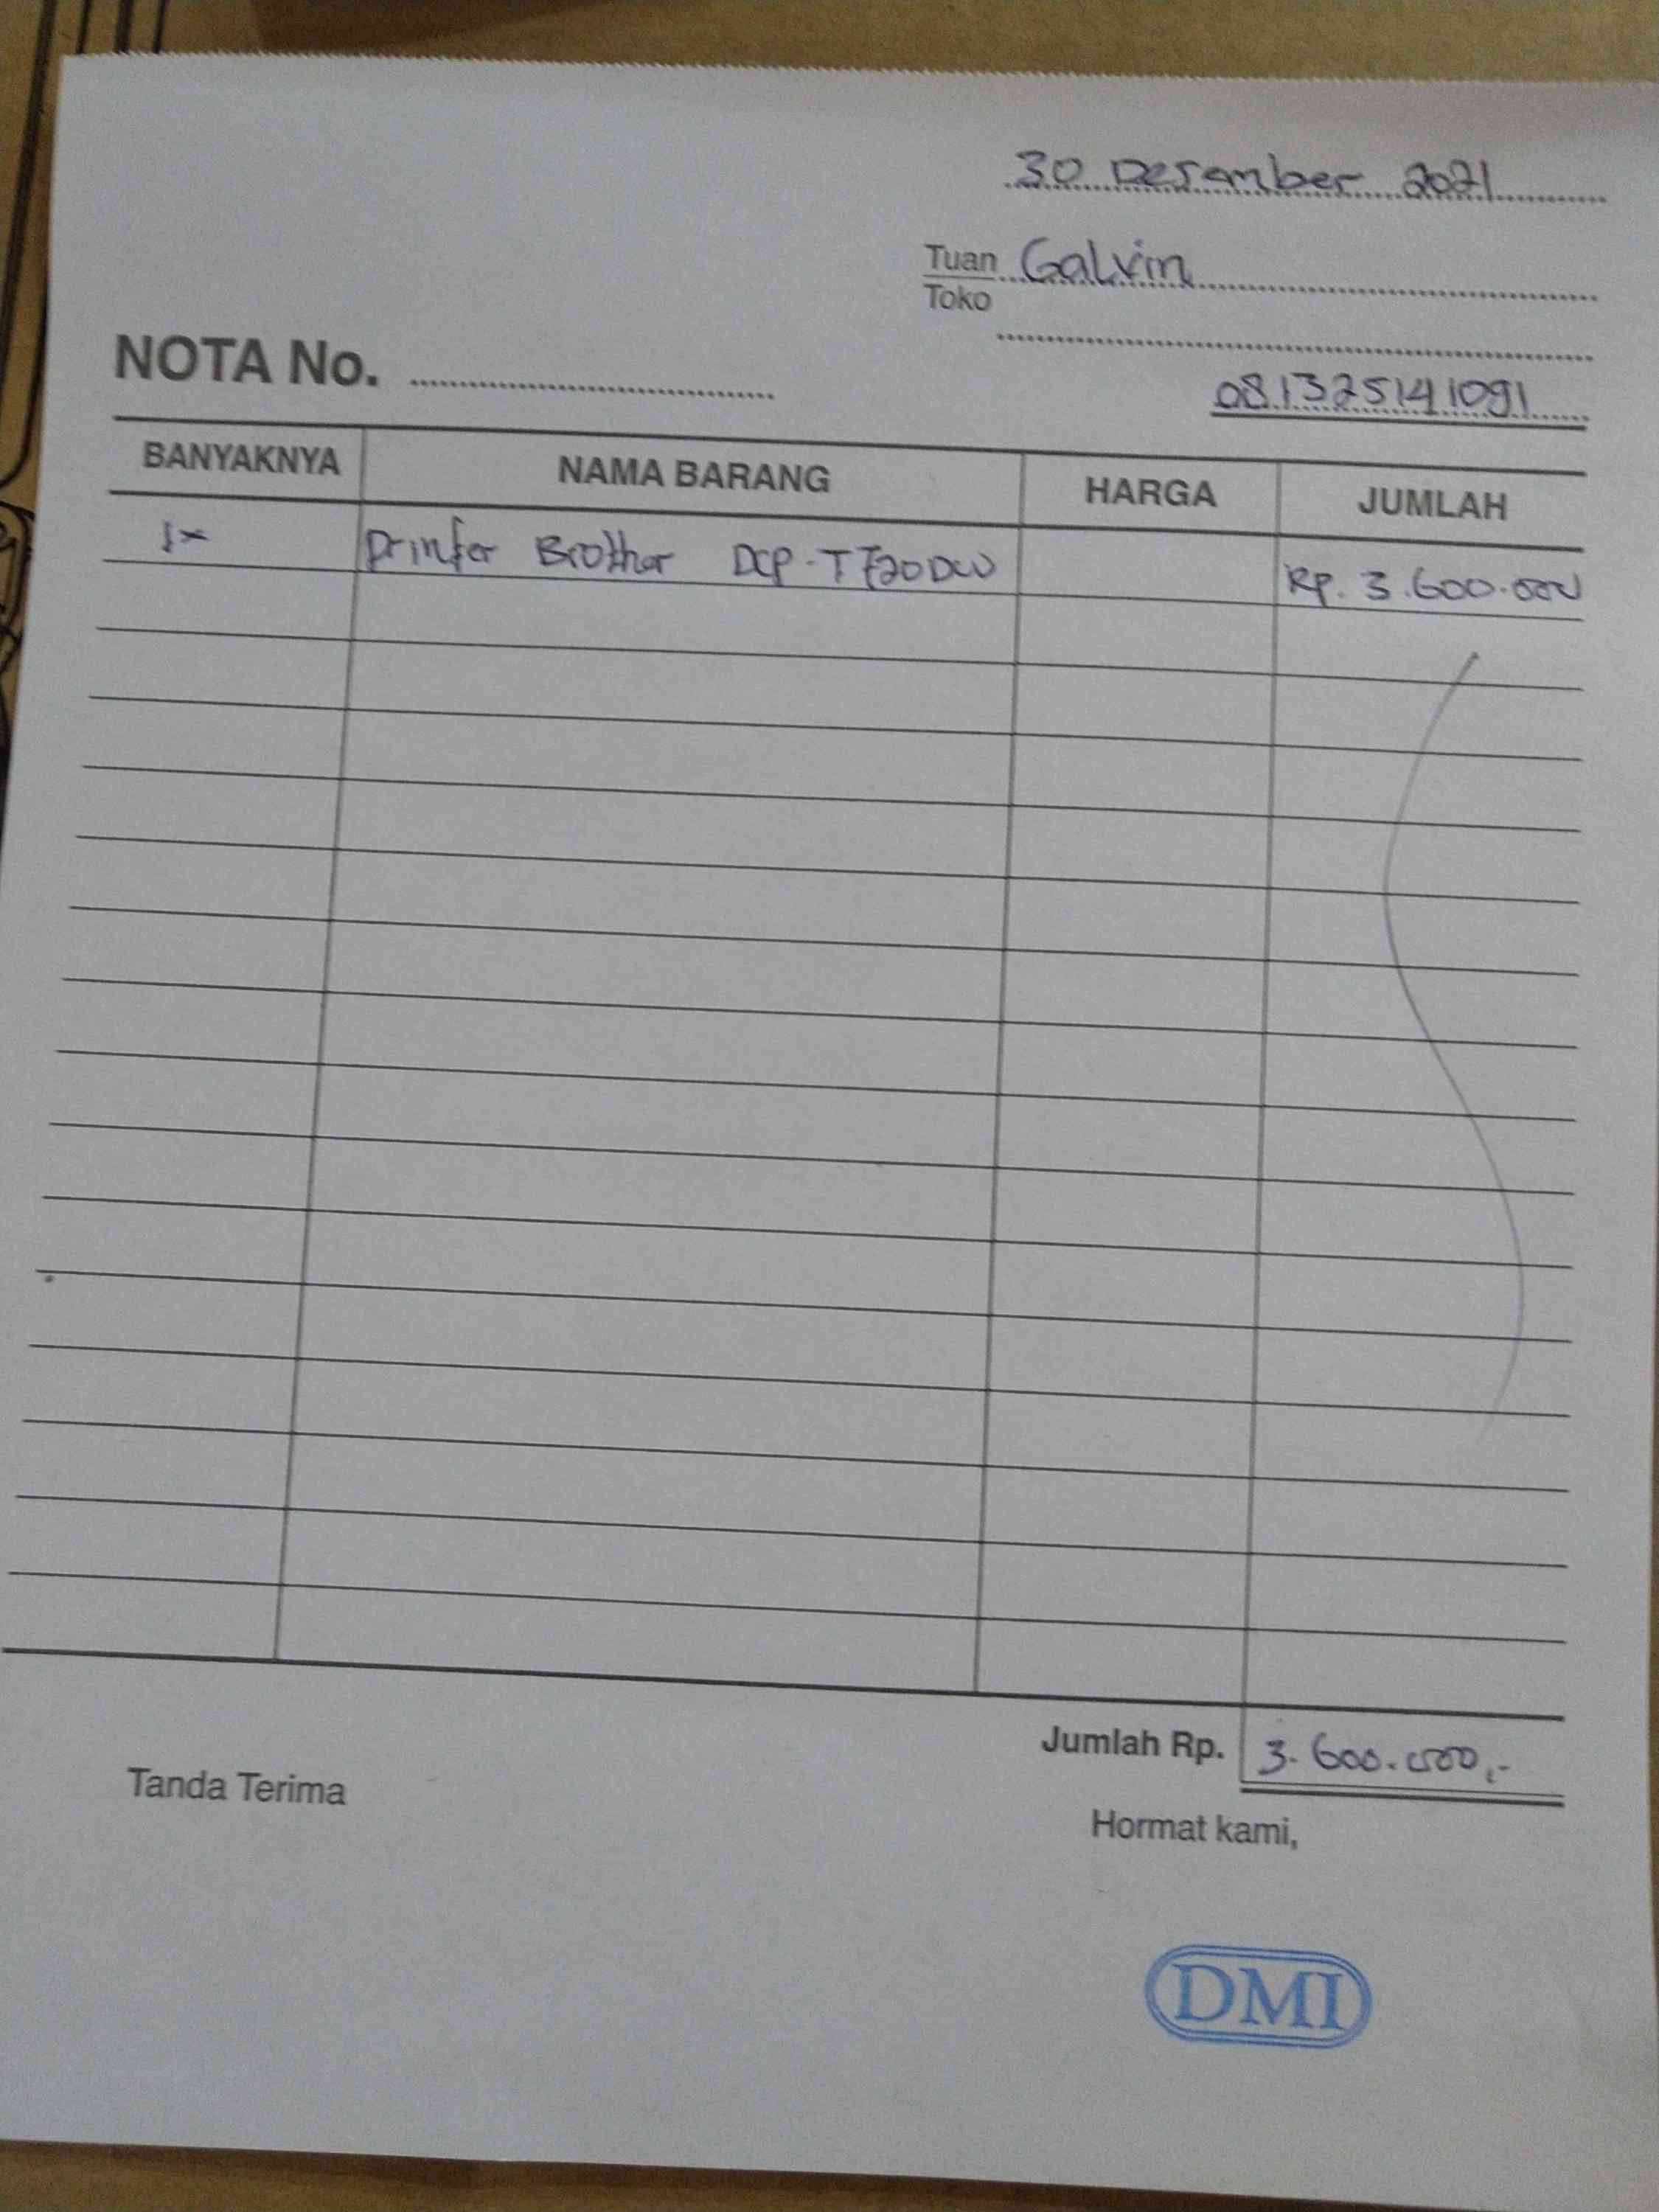 30 Desember 2021
Tuan Galvin
Toko
NOTA No.
081325141091
BANYAKNYA NAMA BARANG HARGA JUMLAH
1x Printer Brother DCP-T720DW Rp. 3.600.000
Jumlah Rp. 3.600.000,-
Tanda Terima
Hormat kami,
DMI